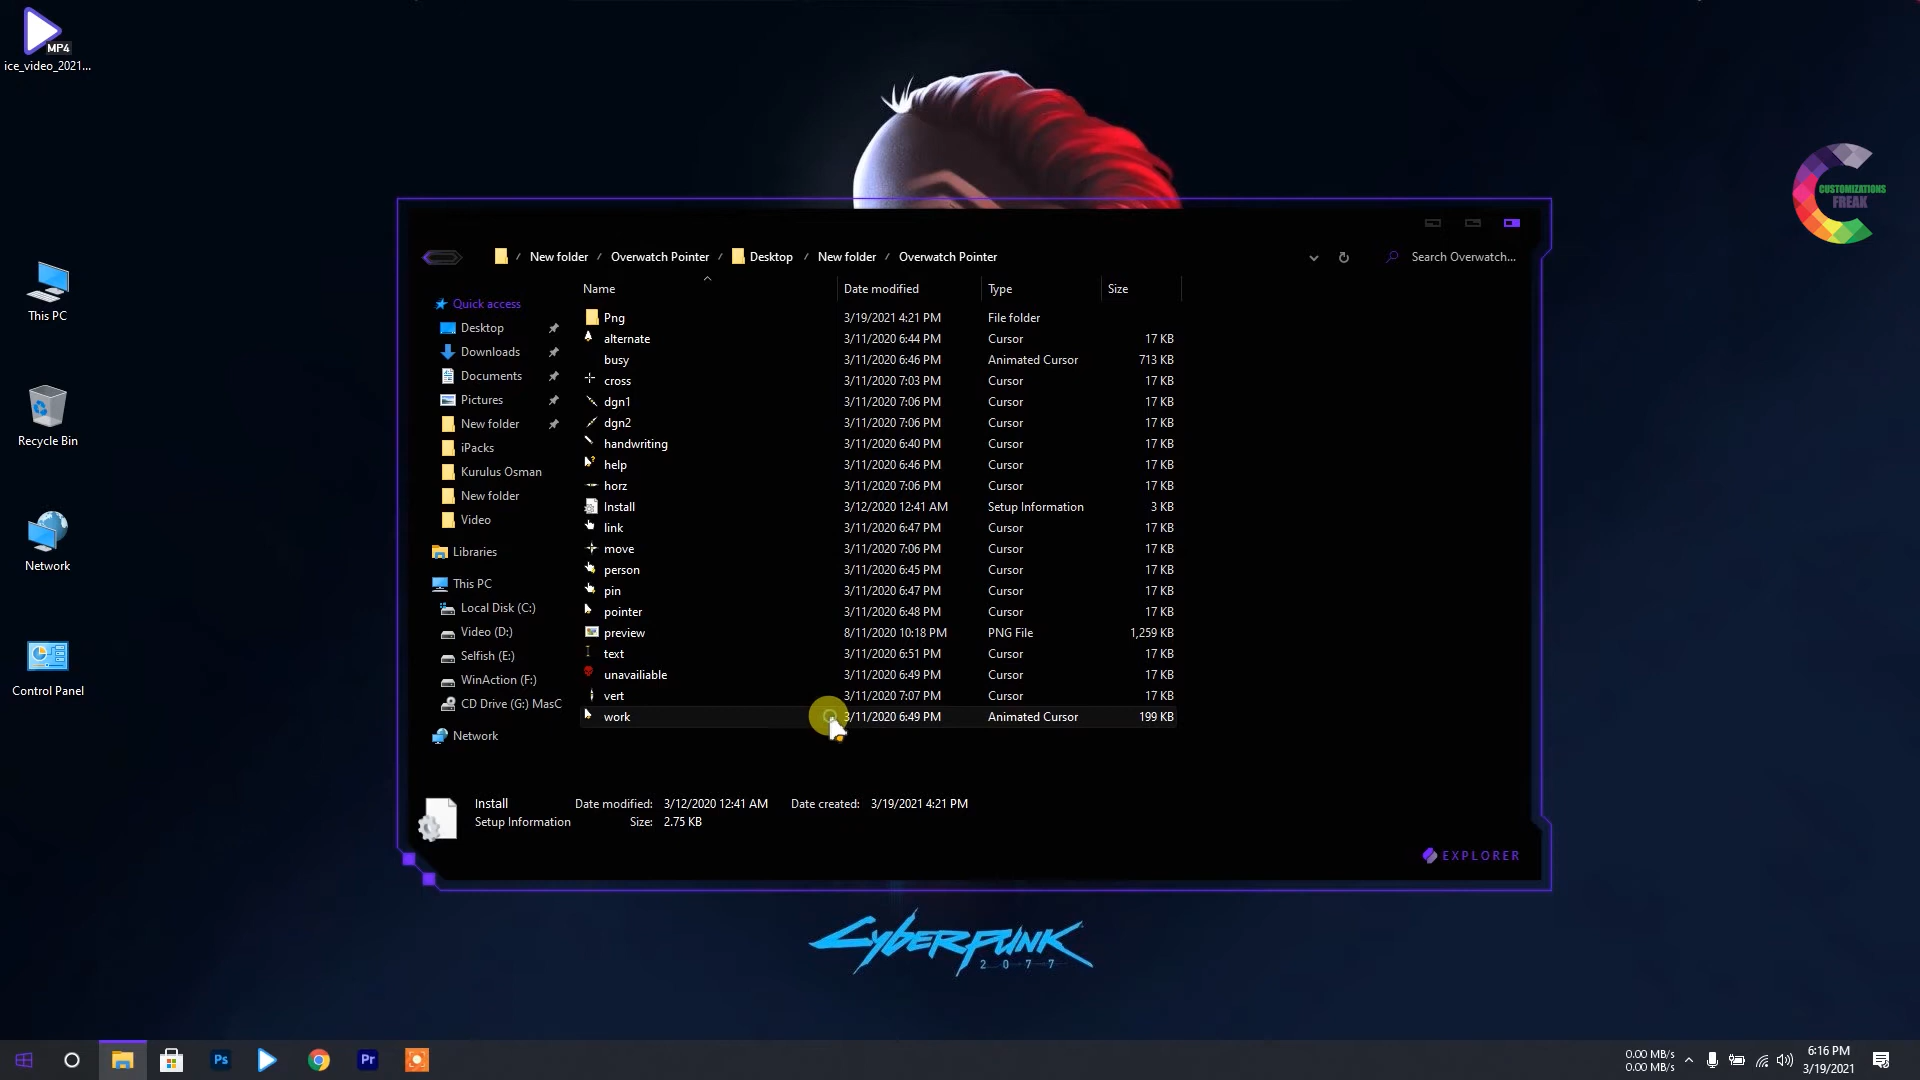 MP4
ice_video_2021...
This PC
Recycle Bin
Network
Control Panel
CUSTOMIZATIONS
FREAK
/ New folder / Overwatch Pointer / Desktop / New folder / Overwatch Pointer
Search Overwatch...
Quick access
Desktop
Downloads
Documents
Pictures
New folder
iPacks
Kurulus Osman
New folder
Video
Libraries
This PC
Local Disk (C:)
Video (D:)
Selfish (E:)
WinAction (F:)
CD Drive (G:) MasC
Network
Name Date modified Type Size
Png 3/19/2021 4:21 PM File folder
alternate 3/11/2020 6:44 PM Cursor 17 KB
busy 3/11/2020 6:46 PM Animated Cursor 713 KB
cross 3/11/2020 7:03 PM Cursor 17 KB
dgn1 3/11/2020 7:06 PM Cursor 17 KB
dgn2 3/11/2020 7:06 PM Cursor 17 KB
handwriting 3/11/2020 6:40 PM Cursor 17 KB
help 3/11/2020 6:46 PM Cursor 17 KB
horz 3/11/2020 7:06 PM Cursor 17 KB
Install 3/12/2020 12:41 AM Setup Information 3 KB
link 3/11/2020 6:47 PM Cursor 17 KB
move 3/11/2020 7:06 PM Cursor 17 KB
person 3/11/2020 6:45 PM Cursor 17 KB
pin 3/11/2020 6:47 PM Cursor 17 KB
pointer 3/11/2020 6:48 PM Cursor 17 KB
preview 8/11/2020 10:18 PM PNG File 1,259 KB
text 3/11/2020 6:51 PM Cursor 17 KB
unavailiable 3/11/2020 6:49 PM Cursor 17 KB
vert 3/11/2020 7:07 PM Cursor 17 KB
work 3/11/2020 6:49 PM Animated Cursor 199 KB
Install Date modified: 3/12/2020 12:41 AM Date created: 3/19/2021 4:21 PM
Setup Information Size: 2.75 KB
EXPLORER
CYBERPUNK
2077
Ps
Pr
0.00 MB/s
0.00 MB/s
6:16 PM
3/19/2021